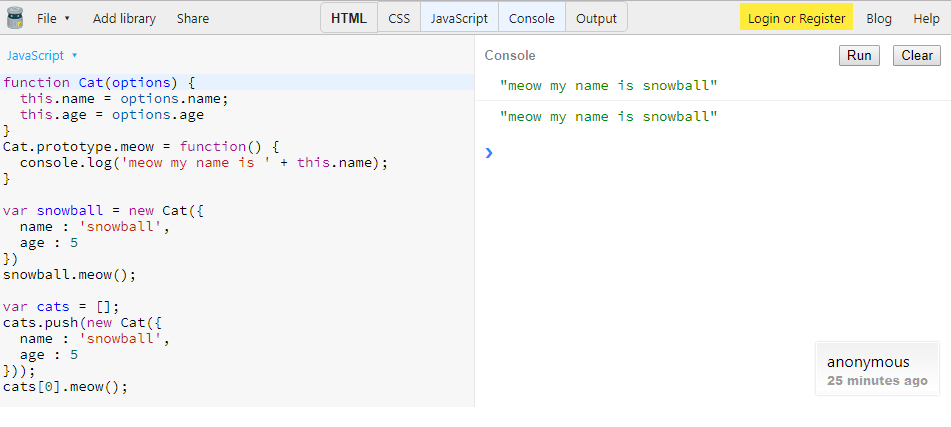 File Add library Share HTML CSS JavaScript Console Output Login or Register Blog Help
JavaScript
function Cat(options) {
  this.name = options.name;
  this.age = options.age
}
Cat.prototype.meow = function() {
  console.log('meow my name is ' + this.name);
}
var snowball = new Cat({
  name : 'snowball',
  age : 5
})
snowball.meow();
var cats = [];
cats.push(new Cat({
  name : 'snowball',
  age : 5
}));
cats[0].meow();
Console Run Clear
"meow my name is snowball"
"meow my name is snowball"
anonymous
25 minutes ago